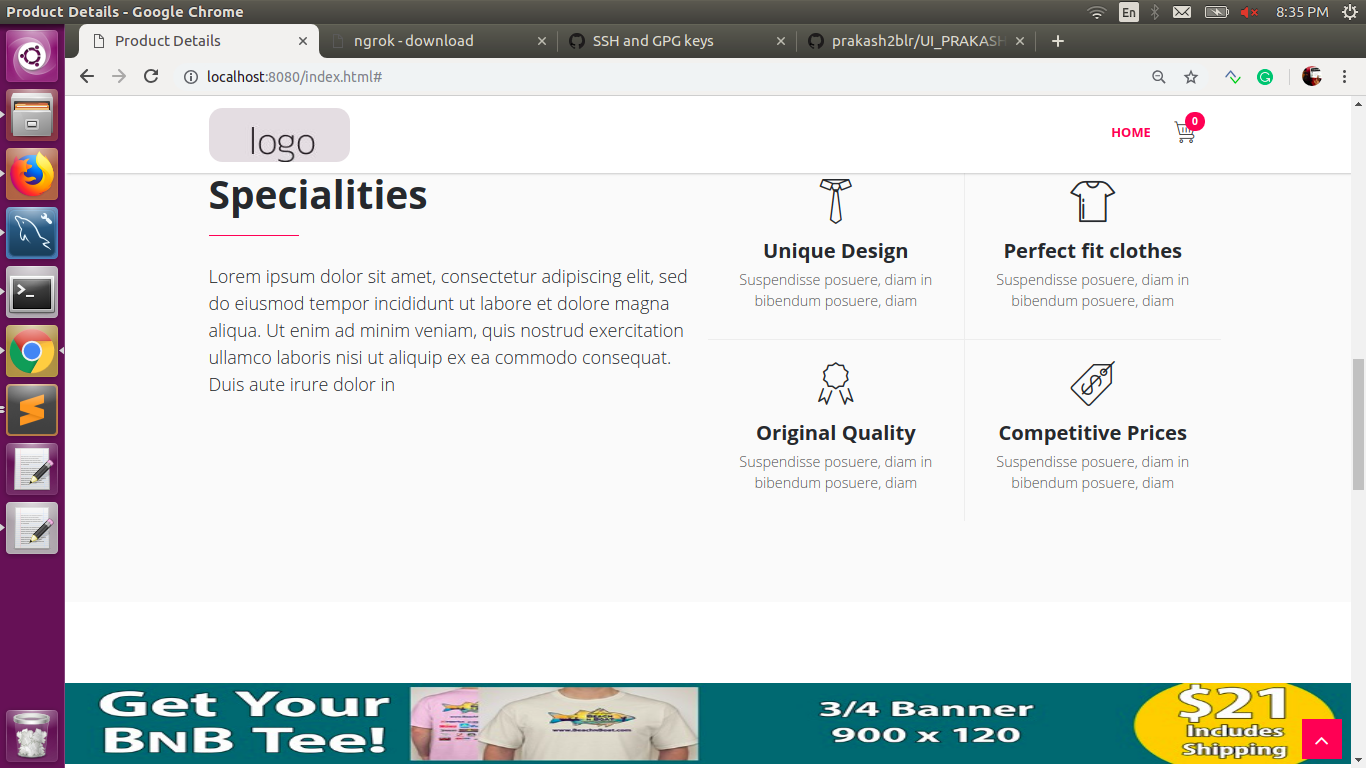 Product Details - Google Chrome
En
8:35 PM
Product Details
ngrok - download
SSH and GPG keys
prakash2blr/UI_PRAKASH
localhost:8080/index.html#
logo
HOME
0
Specialities
Lorem ipsum dolor sit amet, consectetur adipiscing elit, sed
do eiusmod tempor incididunt ut labore et dolore magna
aliqua. Ut enim ad minim veniam, quis nostrud exercitation
ullamco laboris nisi ut aliquip ex ea commodo consequat.
Duis aute irure dolor in
Unique Design
Suspendisse posuere, diam in
bibendum posuere, diam
Perfect fit clothes
Suspendisse posuere, diam in
bibendum posuere, diam
Original Quality
Suspendisse posuere, diam in
bibendum posuere, diam
Competitive Prices
Suspendisse posuere, diam in
bibendum posuere, diam
Get Your
BnB Tee!
www.BeachnBoat.com
3/4 Banner
900 x 120
$21
Includes
Shipping